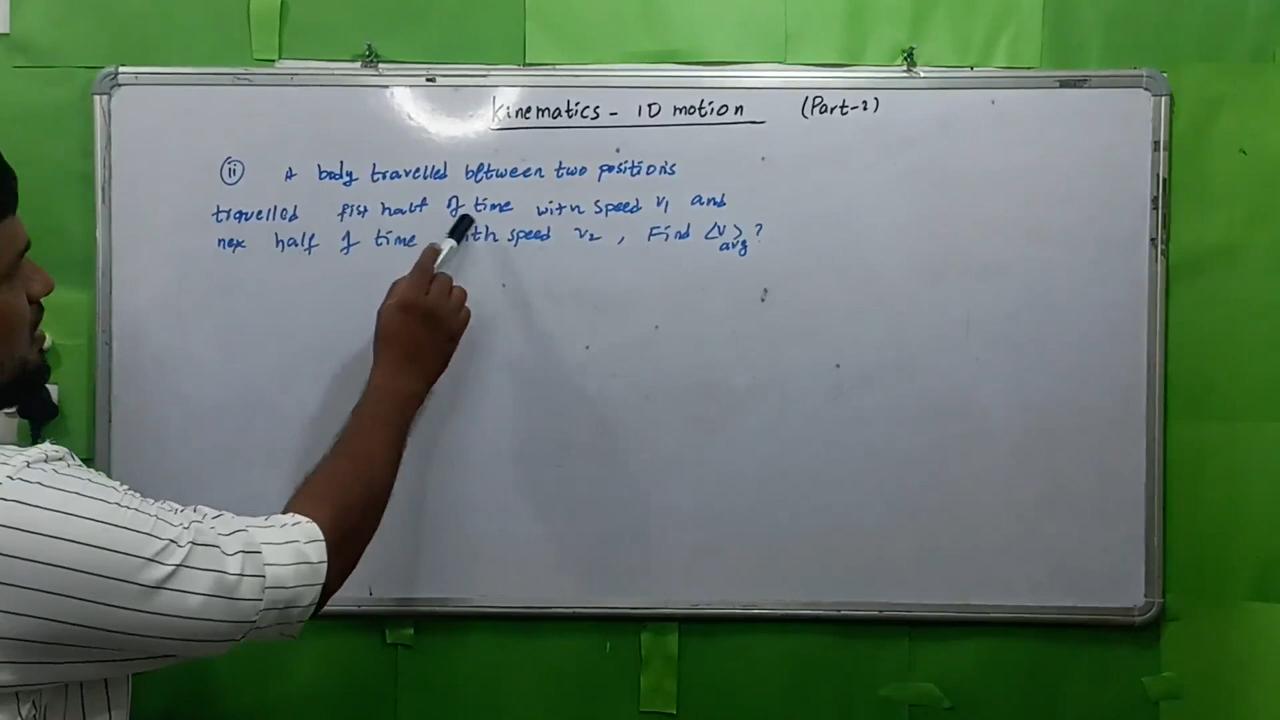 Kinematics - 1D motion (Part-2)
(ii) A body travelled between two positions
travelled fist half of time with speed v₁ and
nex half of time with speed v₂, Find <v>avg?